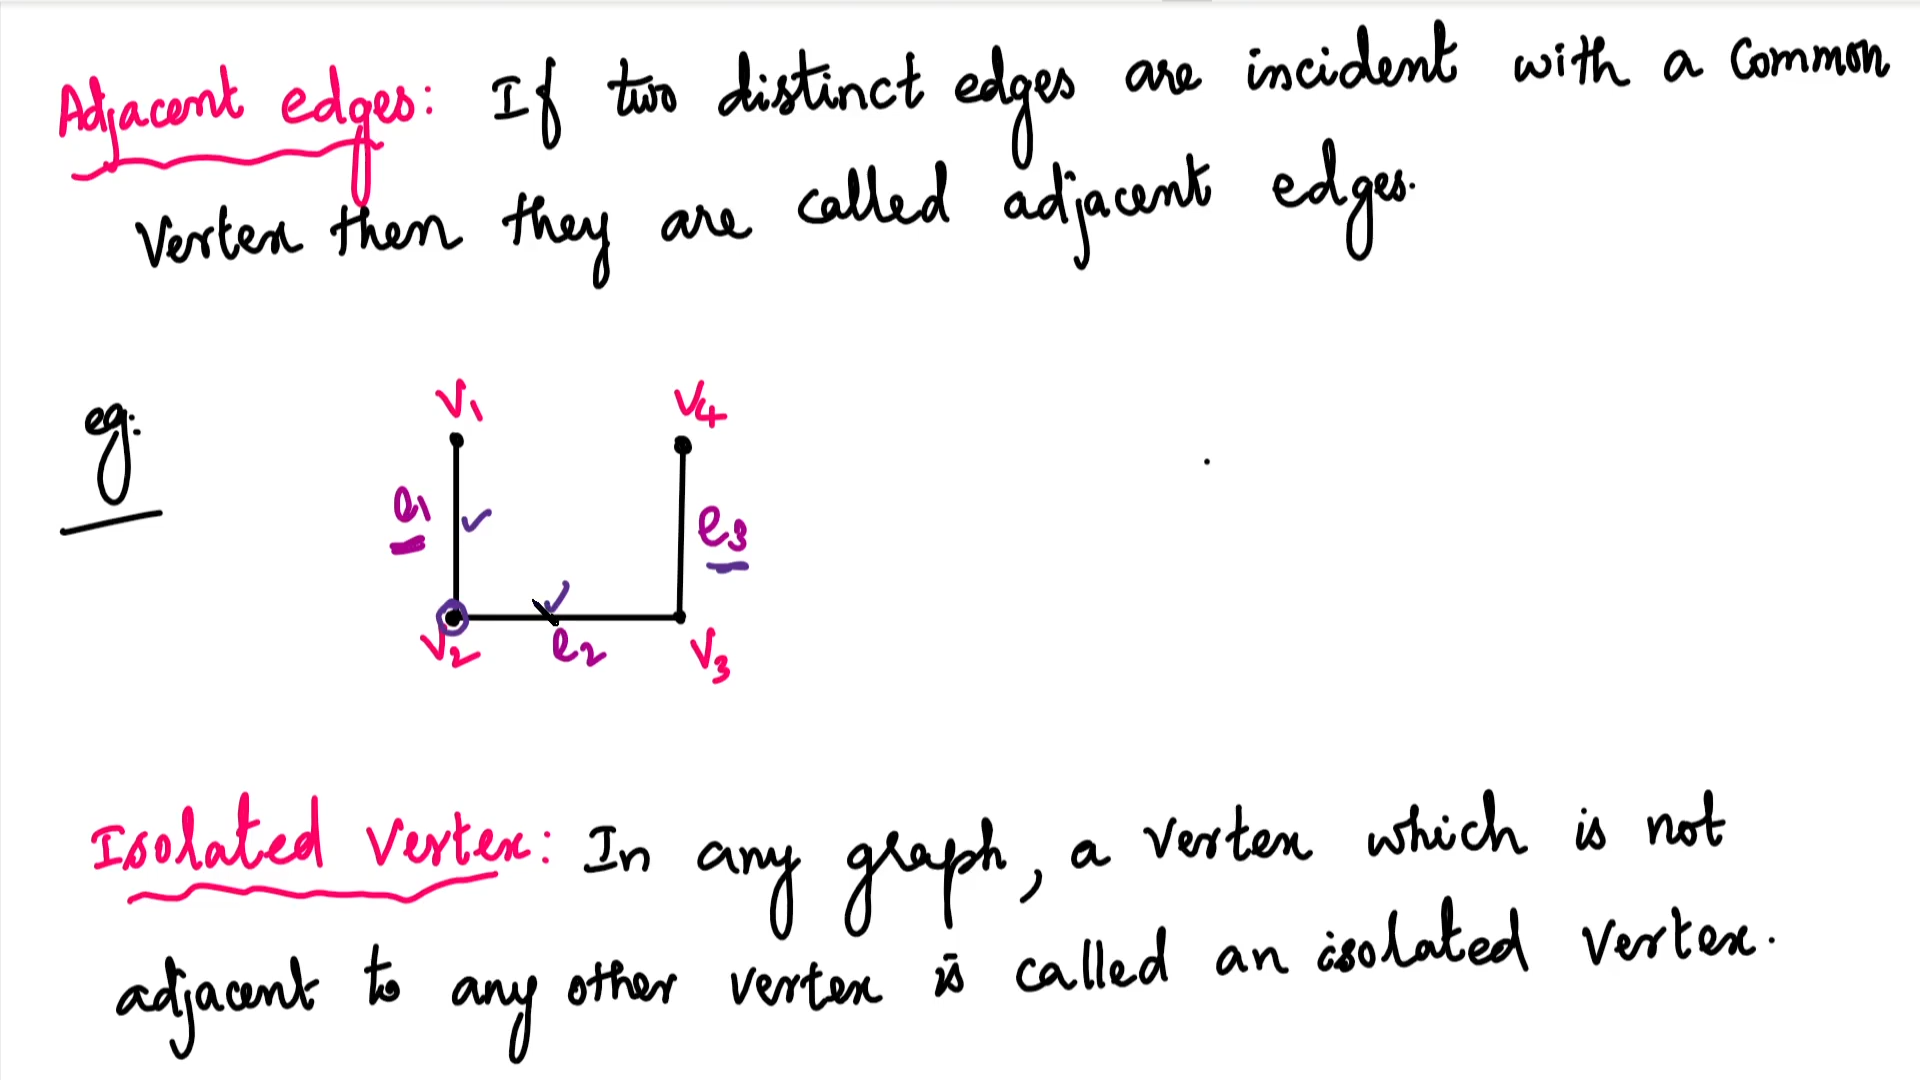 Adjacent edges: If two distinct edges are incident with a common
Vertex then they are called adjacent edges.
eg:
V1 V4
e1 e3
V2 e2 V3
Isolated Vertex: In any graph, a vertex which is not
adjacent to any other vertex is called an isolated vertex.